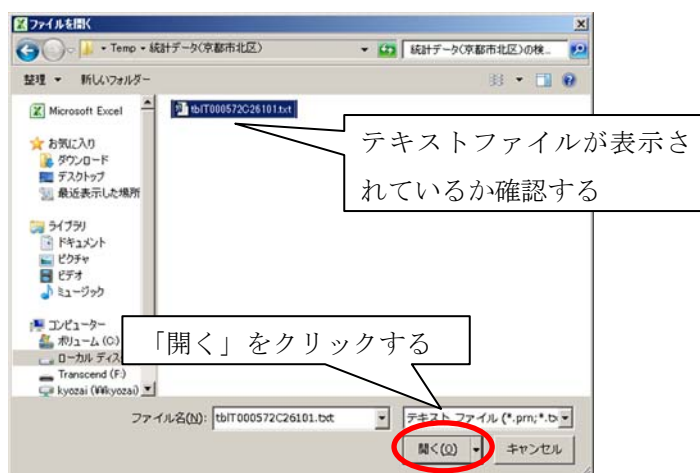 ファイルを開く
Temp ▸ 統計データ(京都市北区)
統計データ(京都市北区)の検...
整理 ▼ 新しいフォルダー
Microsoft Excel
tblT000572C26101.txt
テキストファイルが表示さ
れているか確認する
お気に入り
ダウンロード
デスクトップ
最近表示した場所
ライブラリ
ドキュメント
ピクチャ
ビデオ
ミュージック
コンピューター
ボリューム (C:)
ローカル ディス
Transcend (F:)
kyozai (¥¥kyozai)
「開く」をクリックする
ファイル名(N): tblT000572C26101.txt
テキスト ファイル (*.prn;*.tx
開く(O) キャンセル